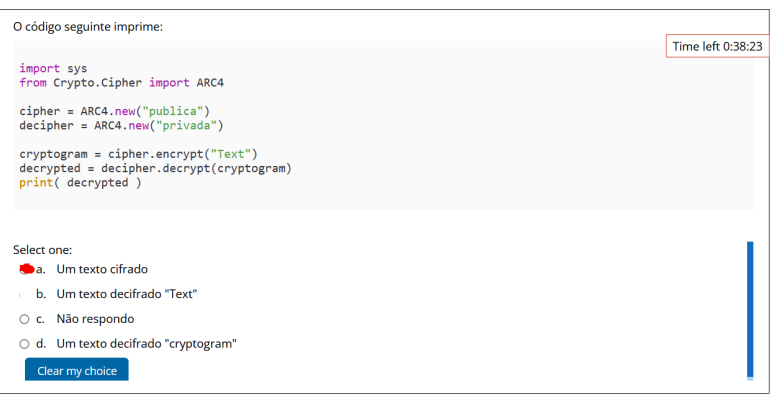 O código seguinte imprime:
Time left 0:38:23
import sys
from Crypto.Cipher import ARC4
cipher = ARC4.new("publica")
decipher = ARC4.new("privada")
cryptogram = cipher.encrypt("Text")
decrypted = decipher.decrypt(cryptogram)
print( decrypted )
Select one:
a. Um texto cifrado
b. Um texto decifrado "Text"
c. Não respondo
d. Um texto decifrado "cryptogram"
Clear my choice